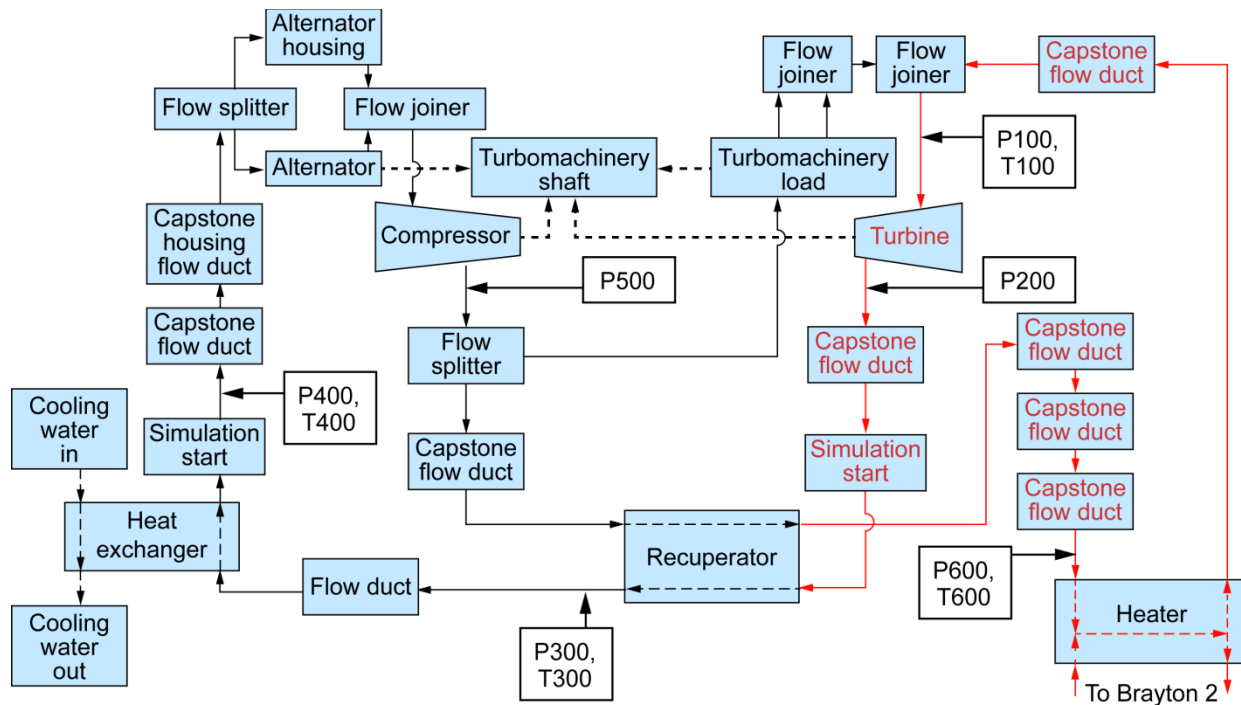 Alternator
housing
Flow splitter
Flow joiner
Alternator
Turbomachinery
shaft
Turbomachinery
load
Flow
joiner
Flow
joiner
Capstone
flow duct
P100,
T100
Capstone
housing
flow duct
Compressor
Turbine
P500
P200
Capstone
flow duct
Flow
splitter
Capstone
flow duct
Capstone
flow duct
P400,
T400
Cooling
water
in
Simulation
start
Capstone
flow duct
Simulation
start
Capstone
flow duct
Capstone
flow duct
Heat
exchanger
Recuperator
Flow duct
P600,
T600
Heater
Cooling
water
out
P300,
T300
To Brayton 2